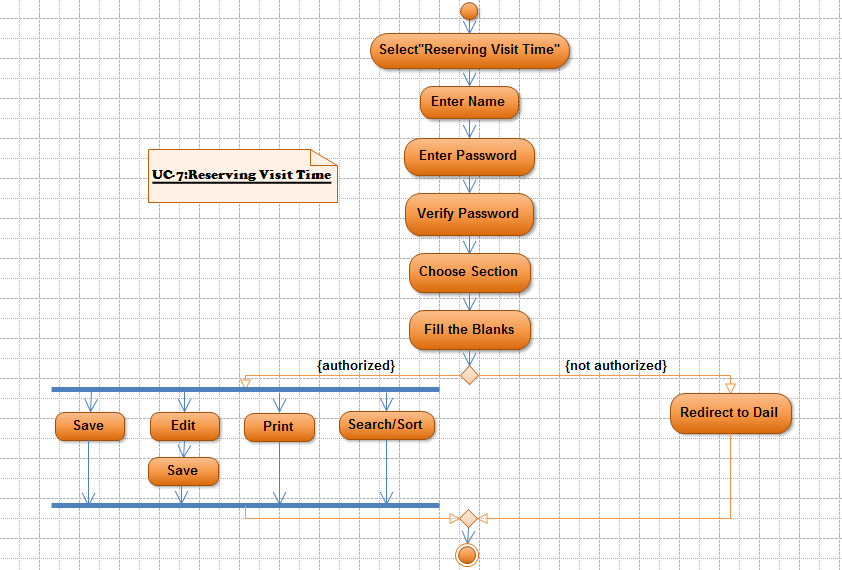 Select"Reserving Visit Time"
Enter Name
Enter Password
UC-7:Reserving Visit Time
Verify Password
Choose Section
Fill the Blanks
{authorized}
{not authorized}
Save
Edit
Print
Search/Sort
Redirect to Dail
Save